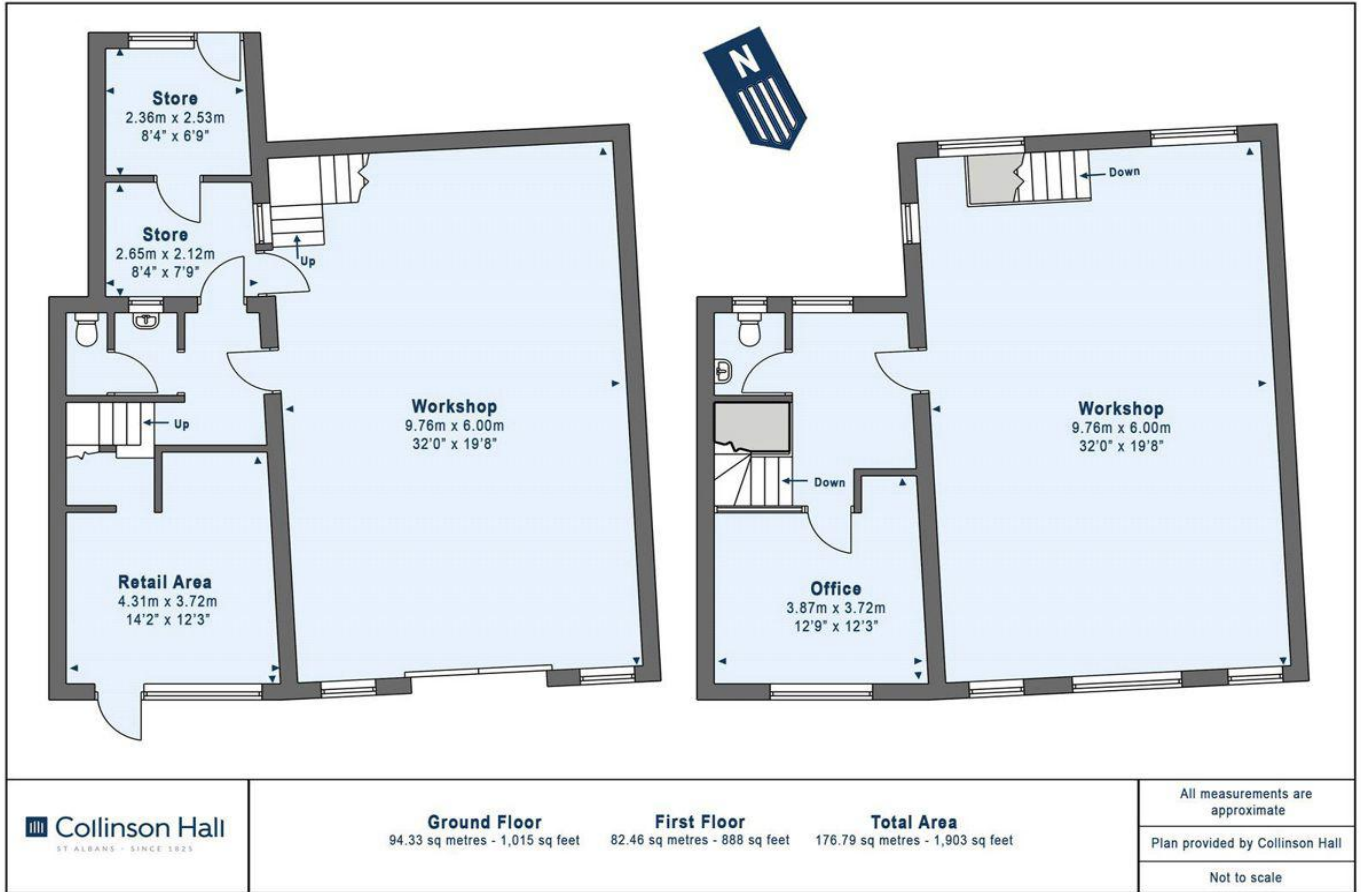 N
Store
2.36m x 2.53m
8'4" x 6'9"
Store
2.65m x 2.12m
8'4" x 7'9"
Up
Up
Workshop
9.76m x 6.00m
32'0" x 19'8"
Retail Area
4.31m x 3.72m
14'2" x 12'3"
Down
Workshop
9.76m x 6.00m
32'0" x 19'8"
Down
Office
3.87m x 3.72m
12'9" x 12'3"
Collinson Hall
ST ALBANS · SINCE 1825
Ground Floor
94.33 sq metres - 1,015 sq feet
First Floor
82.46 sq metres - 888 sq feet
Total Area
176.79 sq metres - 1,903 sq feet
All measurements are
approximate
Plan provided by Collinson Hall
Not to scale